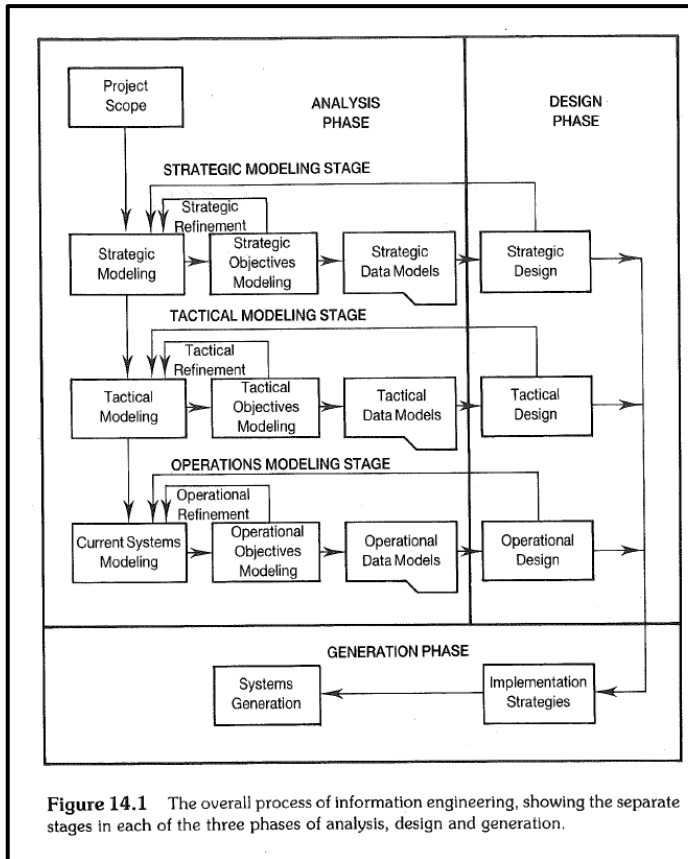 Project
Scope
ANALYSIS
PHASE
DESIGN
PHASE
STRATEGIC MODELING STAGE
Strategic
Refinement
Strategic
Modeling
Strategic
Objectives
Modeling
Strategic
Data Models
Strategic
Design
TACTICAL MODELING STAGE
Tactical
Refinement
Tactical
Modeling
Tactical
Objectives
Modeling
Tactical
Data Models
Tactical
Design
OPERATIONS MODELING STAGE
Operational
Refinement
Current Systems
Modeling
Operational
Objectives
Modeling
Operational
Data Models
Operational
Design
GENERATION PHASE
Systems
Generation
Implementation
Strategies
Figure 14.1 The overall process of information engineering, showing the separate
stages in each of the three phases of analysis, design and generation.